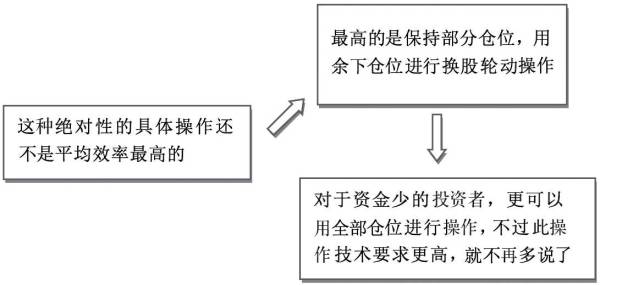 这种绝对性的具体操作还
不是平均效率最高的
最高的是保持部分仓位，用
余下仓位进行换股轮动操作
对于资金少的投资者，更可以
用全部仓位进行操作，不过此操
作技术要求更高，就不再多说了